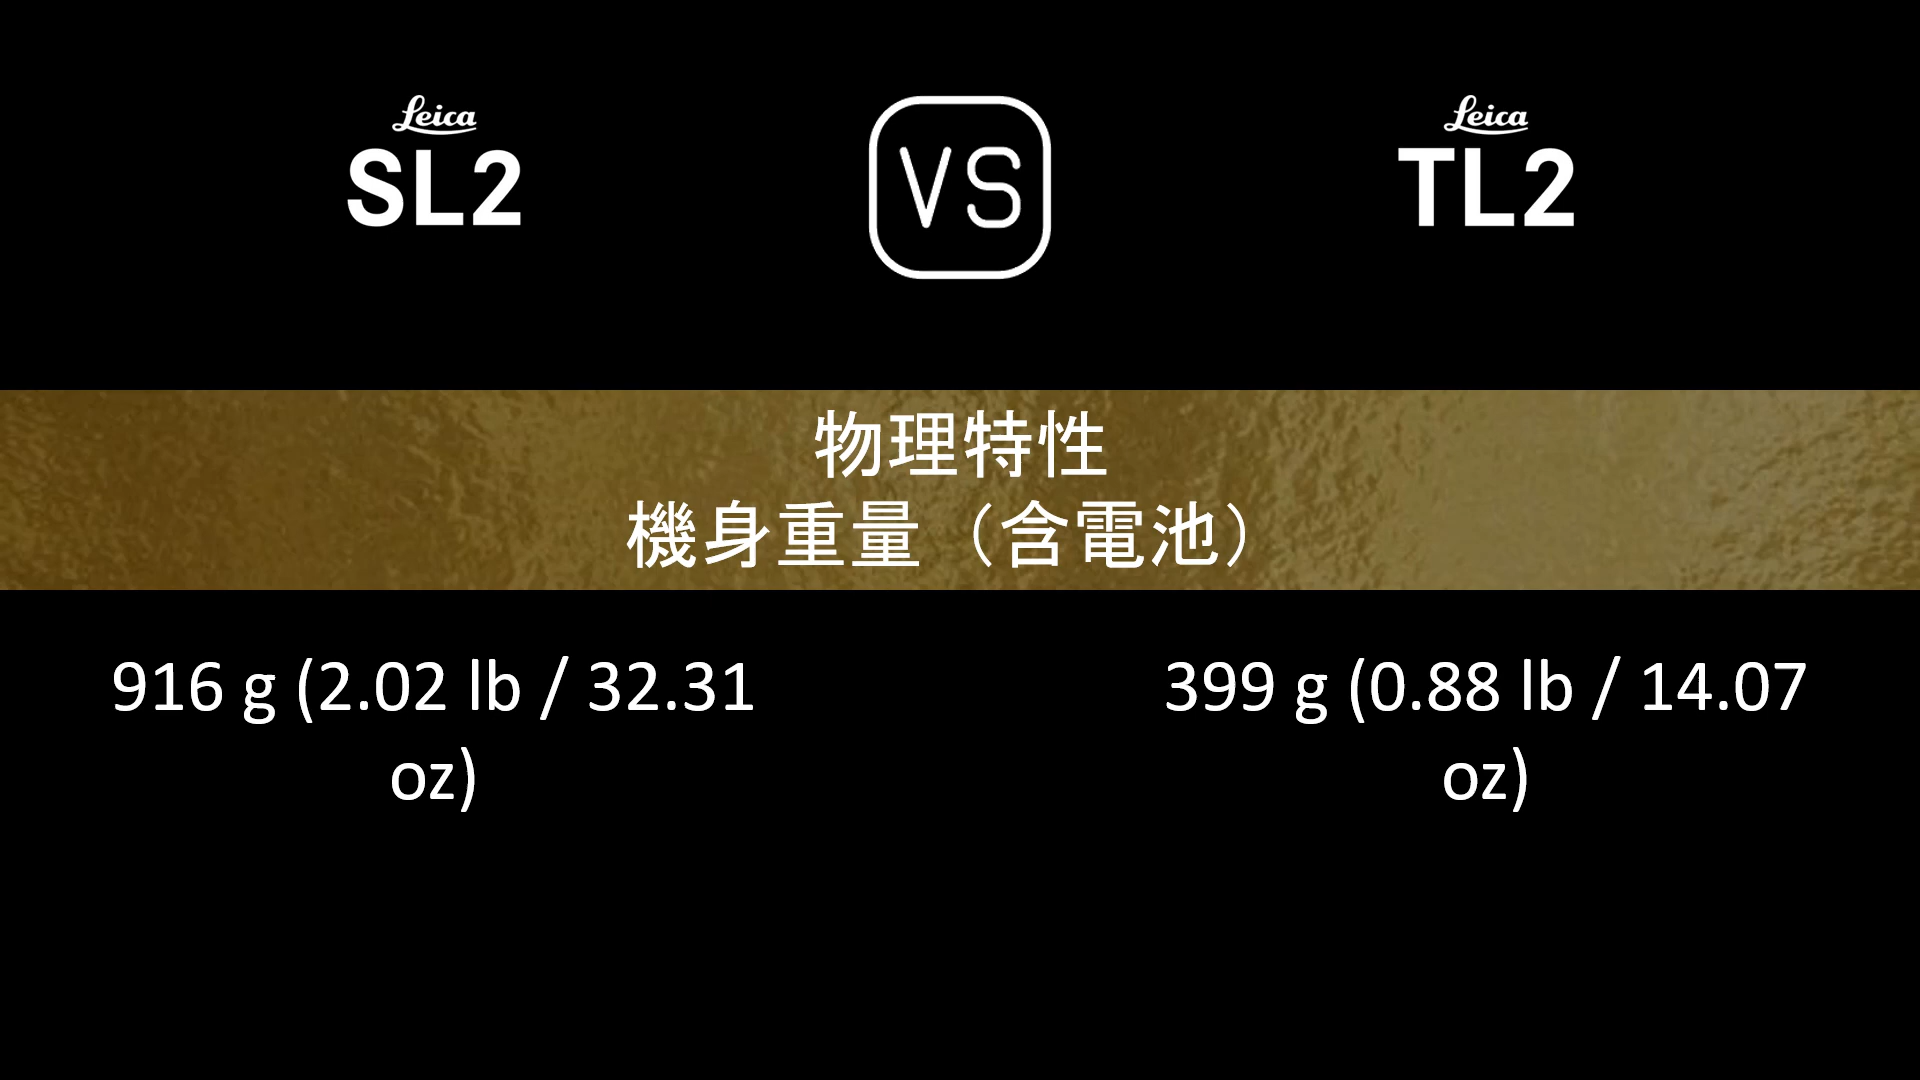 Leica
SL2
VS
Leica
TL2
物理特性
機身重量（含電池）
916 g (2.02 lb / 32.31
oz)
399 g (0.88 lb / 14.07
oz)